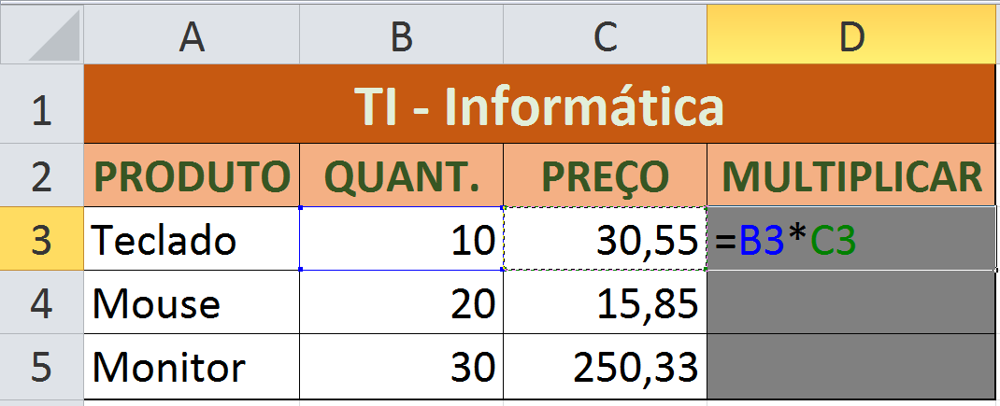 A B C D
1 TI - Informática
2 PRODUTO QUANT. PREÇO MULTIPLICAR
3 Teclado 10 30,55 =B3*C3
4 Mouse 20 15,85
5 Monitor 30 250,33